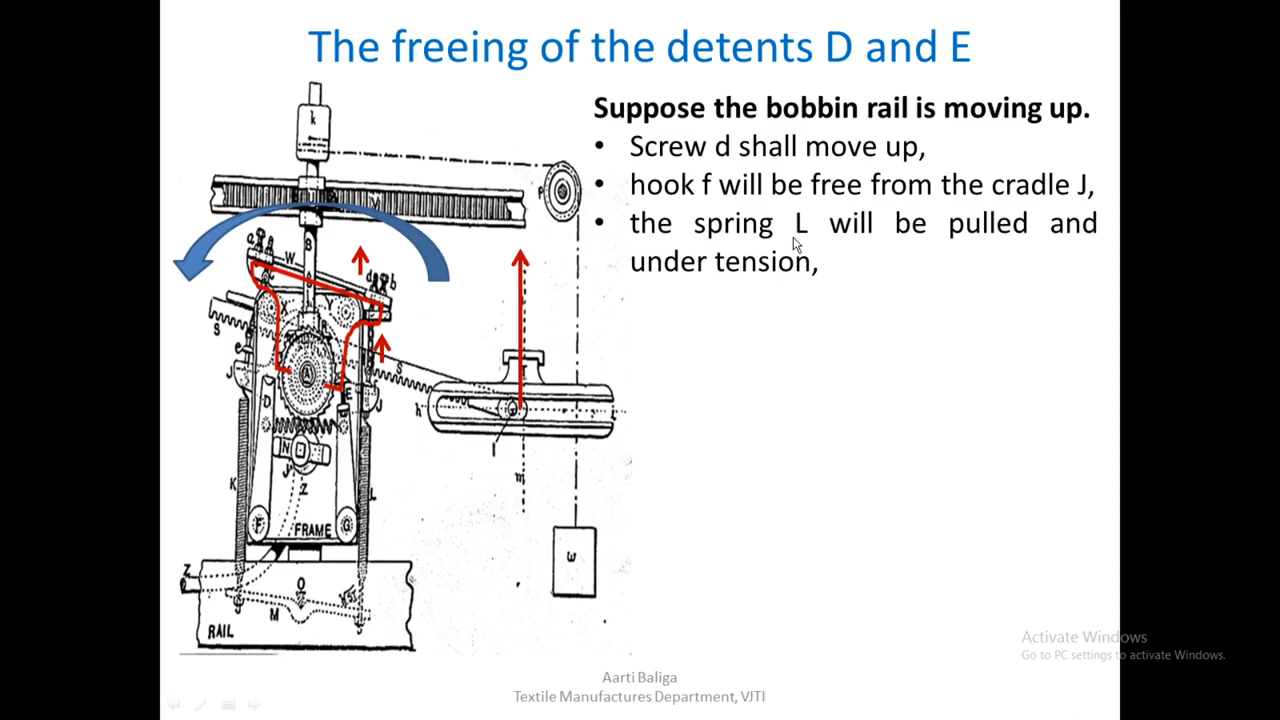 The freeing of the detents D and E
Suppose the bobbin rail is moving up.
• Screw d shall move up,
• hook f will be free from the cradle J,
• the spring L will be pulled and
under tension,
k
P
V
B
a
g
W
d
b
X
Y
S
S
e
J
A
J
D
E
h
I
N
J'
m
K
Z
L
F
FRAME
G
w
Z
O
M
RAIL
Activate Windows
Go to PC settings to activate Windows.
Aarti Baliga
Textile Manufactures Department, VJTI